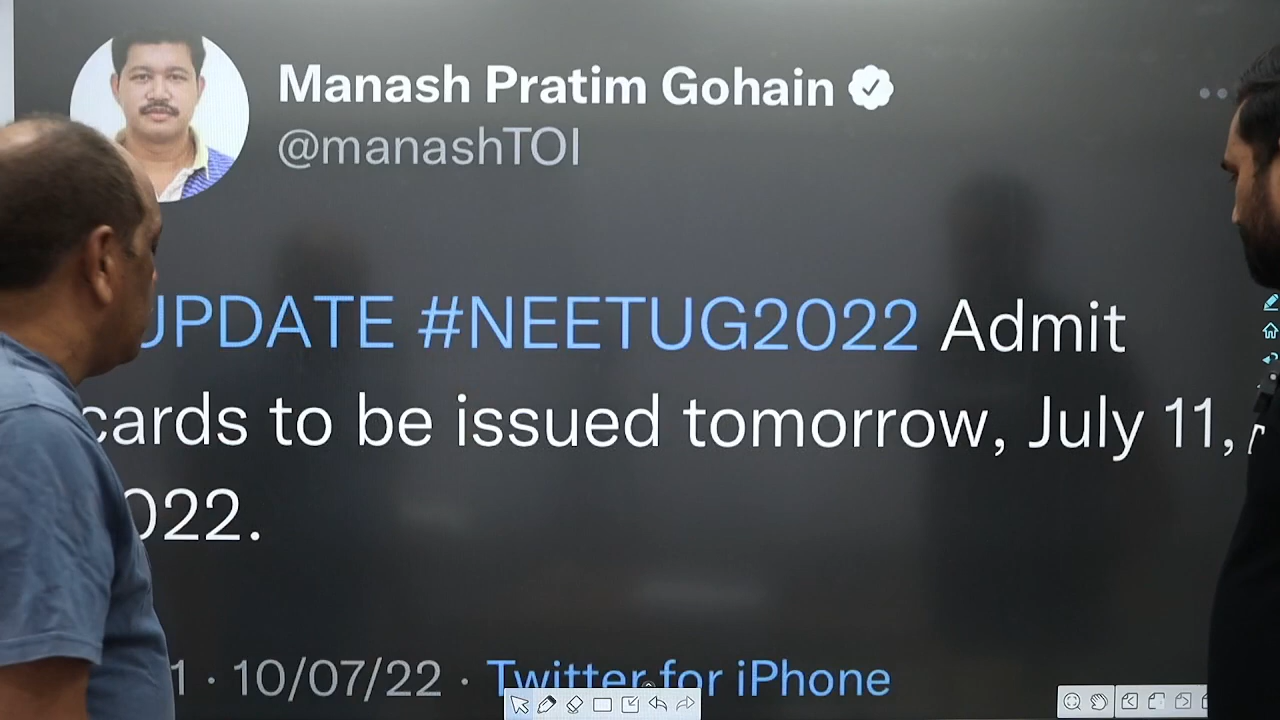 Manash Pratim Gohain
@manashTOI
UPDATE #NEETUG2022 Admit
cards to be issued tomorrow, July 11,
022.
1 · 10/07/22 · Twitter for iPhone